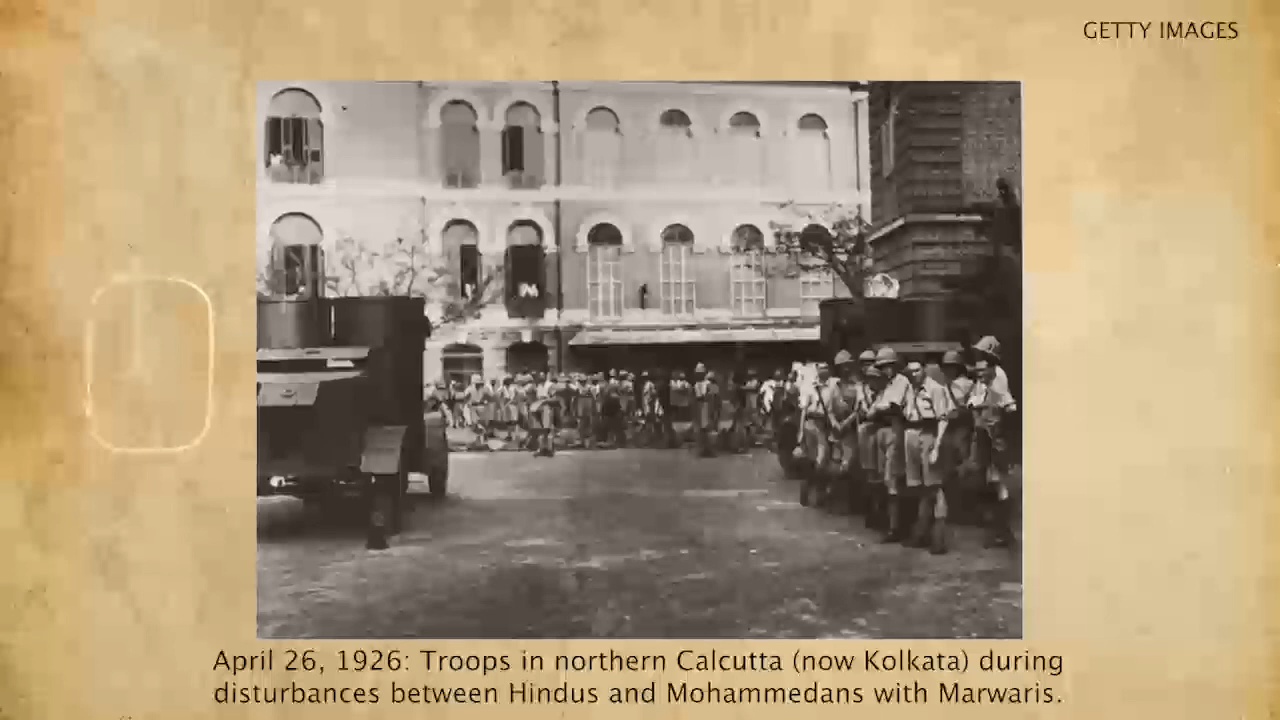 GETTY IMAGES
April 26, 1926: Troops in northern Calcutta (now Kolkata) during
disturbances between Hindus and Mohammedans with Marwaris.